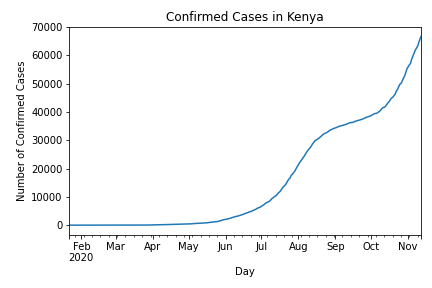 Confirmed Cases in Kenya
70000
60000
50000
40000
30000
20000
10000
0
Number of Confirmed Cases
Feb Mar Apr May Jun Jul Aug Sep Oct Nov
2020
Day